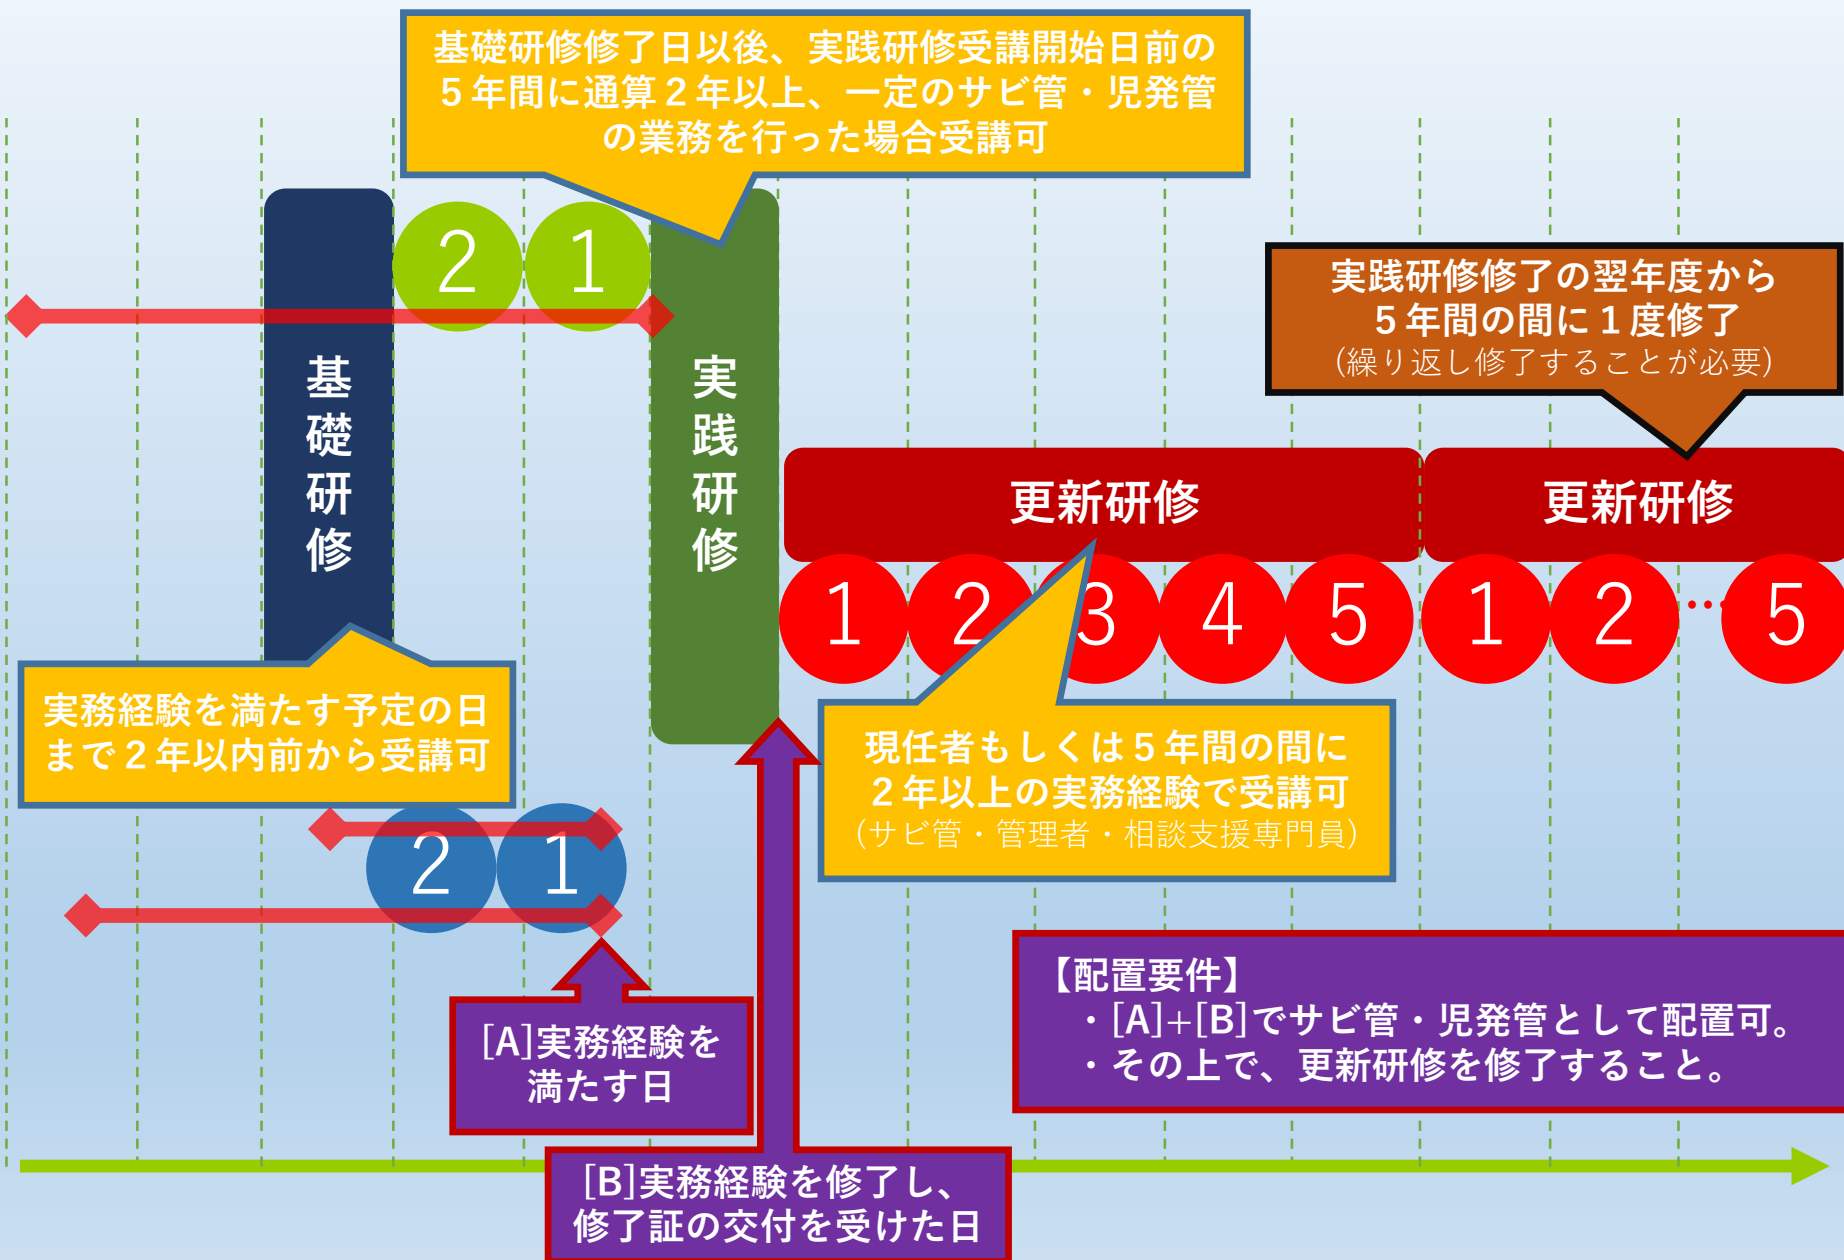 基礎研修修了日以後、実践研修受講開始日前の
５年間に通算２年以上、一定のサビ管・児発管
の業務を行った場合受講可
2
1
基礎研修
実践研修
実践研修修了の翌年度から
５年間の間に１度修了
(繰り返し修了することが必要)
更新研修
更新研修
1
2
3
4
5
1
2
…
5
実務経験を満たす予定の日
まで２年以内前から受講可
現任者もしくは５年間の間に
２年以上の実務経験で受講可
(サビ管・管理者・相談支援専門員)
2
1
[A]実務経験を
満たす日
【配置要件】
・[A]+[B]でサビ管・児発管として配置可。
・その上で、更新研修を修了すること。
[B]実務経験を修了し、
修了証の交付を受けた日